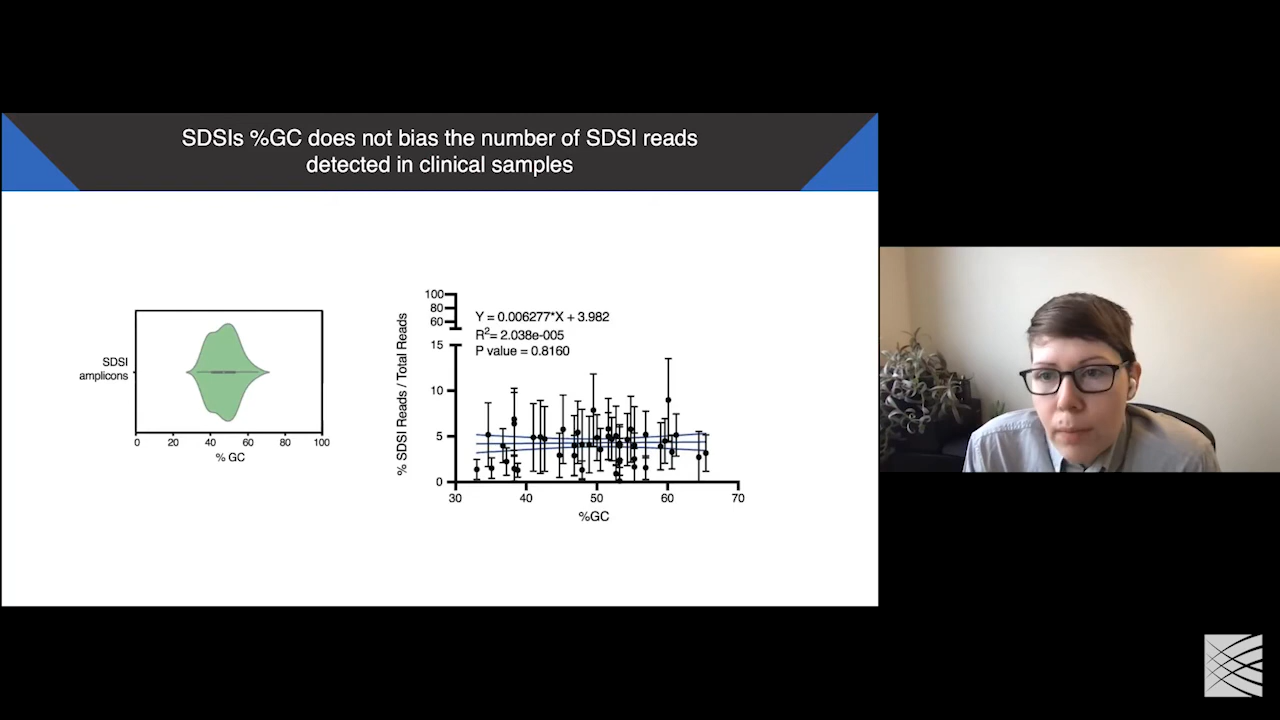 SDSIs %GC does not bias the number of SDSI reads
detected in clinical samples
SDSI
amplicons
0 20 40 60 80 100
% GC
% SDSI Reads / Total Reads
100
80
60
15
10
5
0
Y = 0.006277*X + 3.982
R2= 2.038e-005
P value = 0.8160
30 40 50 60 70
%GC